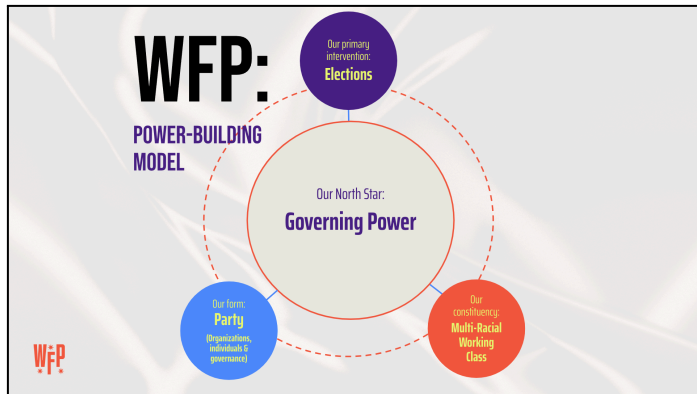 WFP:
POWER-BUILDING
MODEL
Our primary
intervention:
Elections
Our North Star:
Governing Power
Our form:
Party
(Organizations,
individuals &
governance)
Our
constituency:
Multi-Racial
Working
Class
WFP